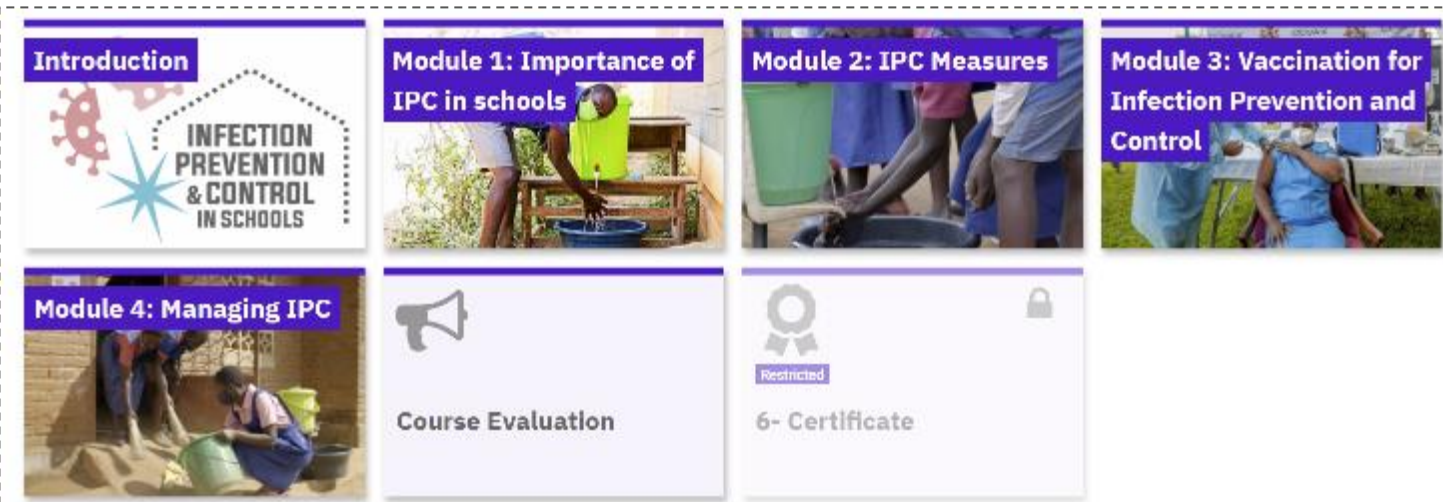 Introduction
INFECTION
PREVENTION
& CONTROL
IN SCHOOLS
Module 1: Importance of
IPC in schools
Module 2: IPC Measures
Module 3: Vaccination for
Infection Prevention and
Control
Module 4: Managing IPC
Course Evaluation
Restricted
6- Certificate